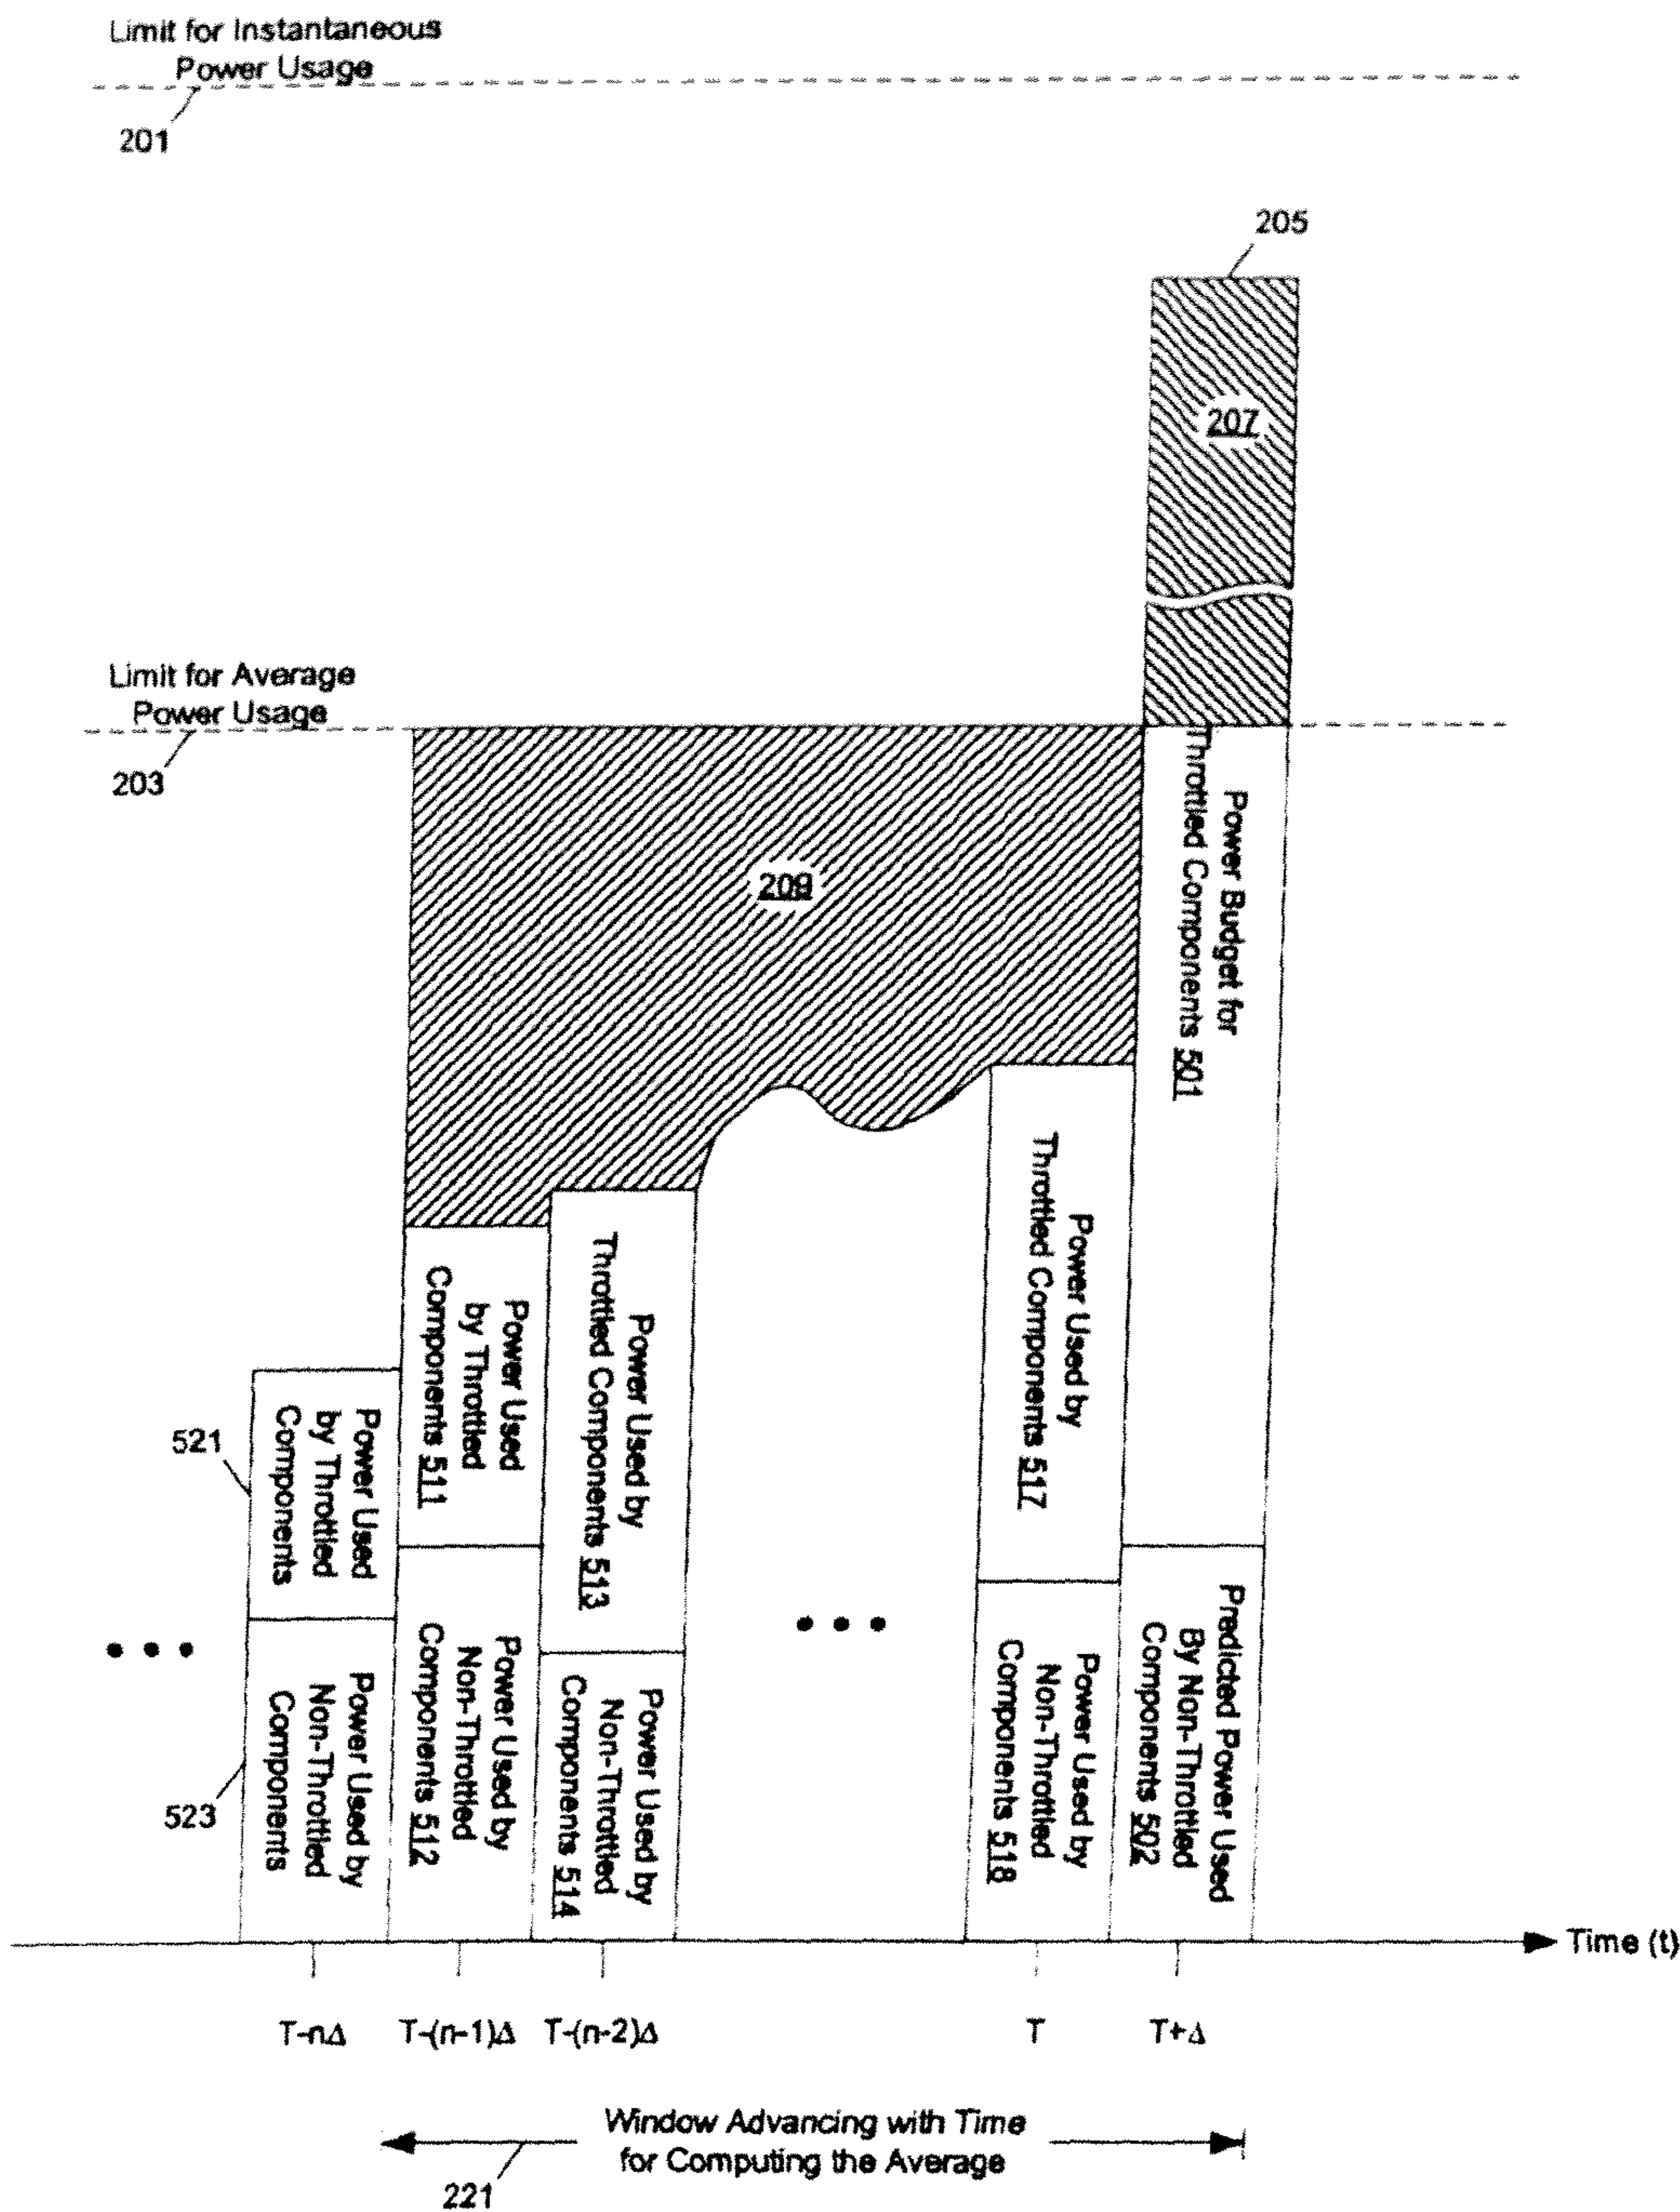 Limit for Instantaneous
Power Usage
201
205
207
Limit for Average
Power Usage
203
209
Power Budget for
Throttled Components 501
Power Used by
Throttled Components 517
Power Used by
Throttled Components 513
Power Used
by Throttled
Components 511
Power Used
by Throttled
Components
521
Predicted Power Used
By Non-Throttled
Components 502
Power Used by
Non-Throttled
Components 518
Power Used by
Non-Throttled
Components 514
Power Used by
Non-Throttled
Components 512
Power Used by
Non-Throttled
Components
523
Time (t)
T-nΔ
T-(n-1)Δ
T-(n-2)Δ
T
T+Δ
Window Advancing with Time
for Computing the Average
221